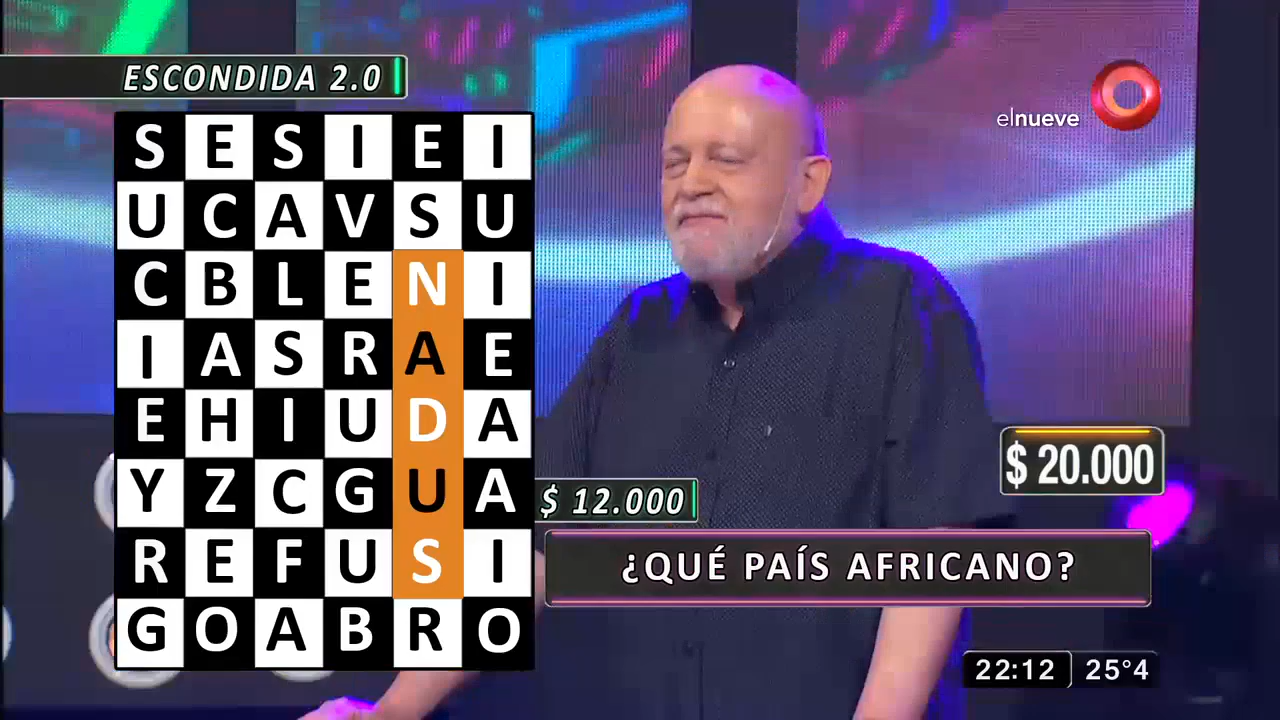 ESCONDIDA 2.0
elnueve
S E S I E I
U C A V S U
C B L E N I
I A S R A E
E H I U D A
Y Z C G U A
R E F U S I
G O A B R O
$ 20.000
$ 12.000
¿QUÉ PAÍS AFRICANO?
22:12 25°4